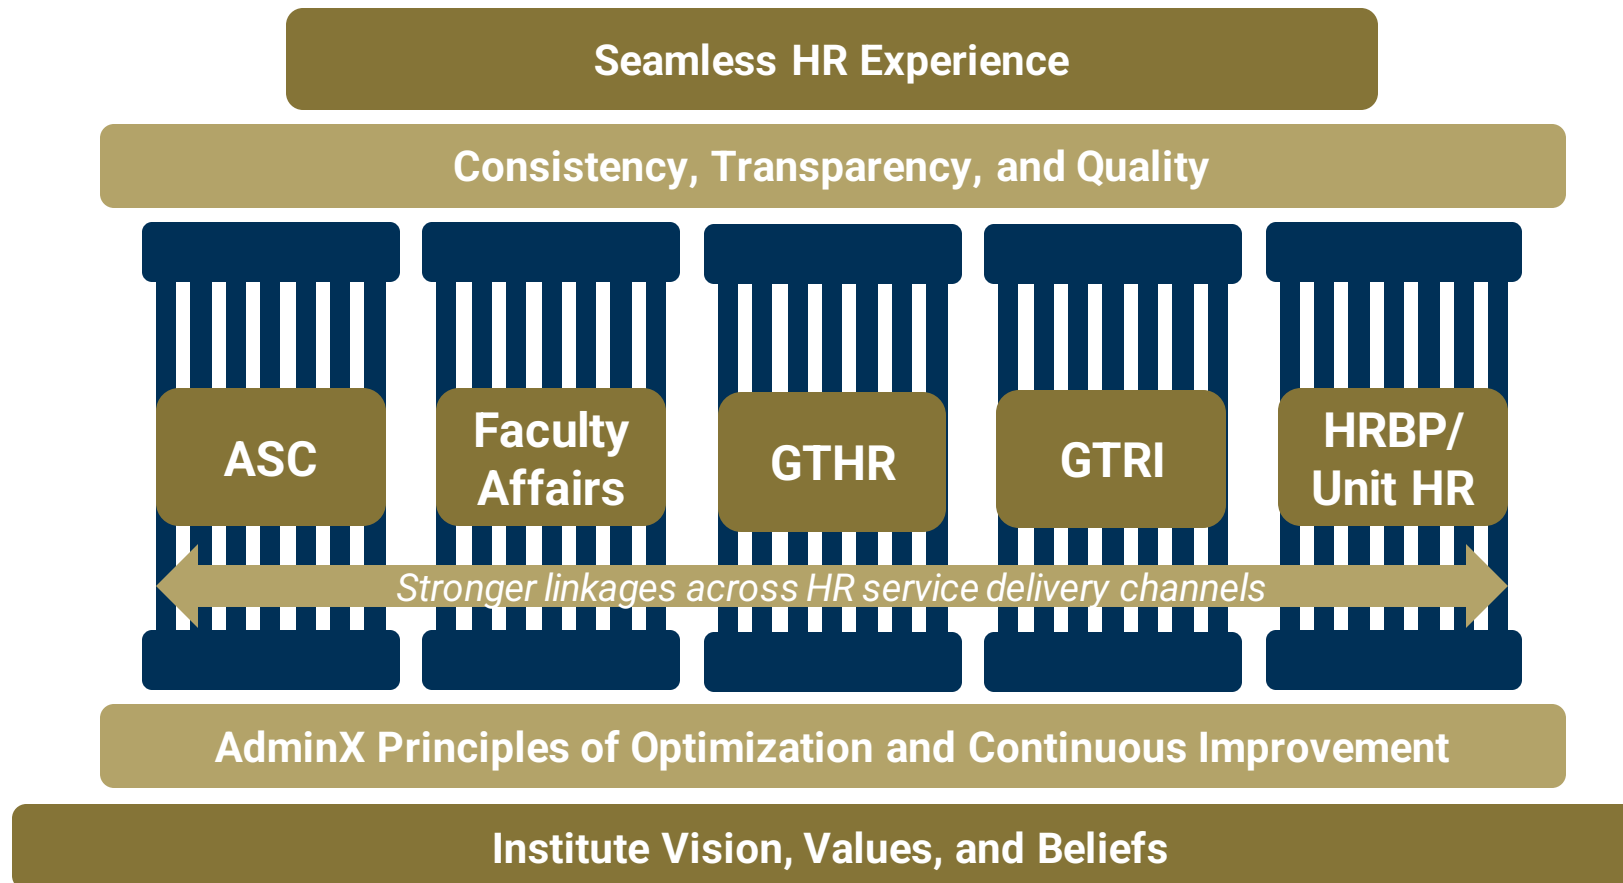 Seamless HR Experience
Consistency, Transparency, and Quality
ASC
Faculty
Affairs
GTHR
GTRI
HRBP/
Unit HR
Stronger linkages across HR service delivery channels
AdminX Principles of Optimization and Continuous Improvement
Institute Vision, Values, and Beliefs